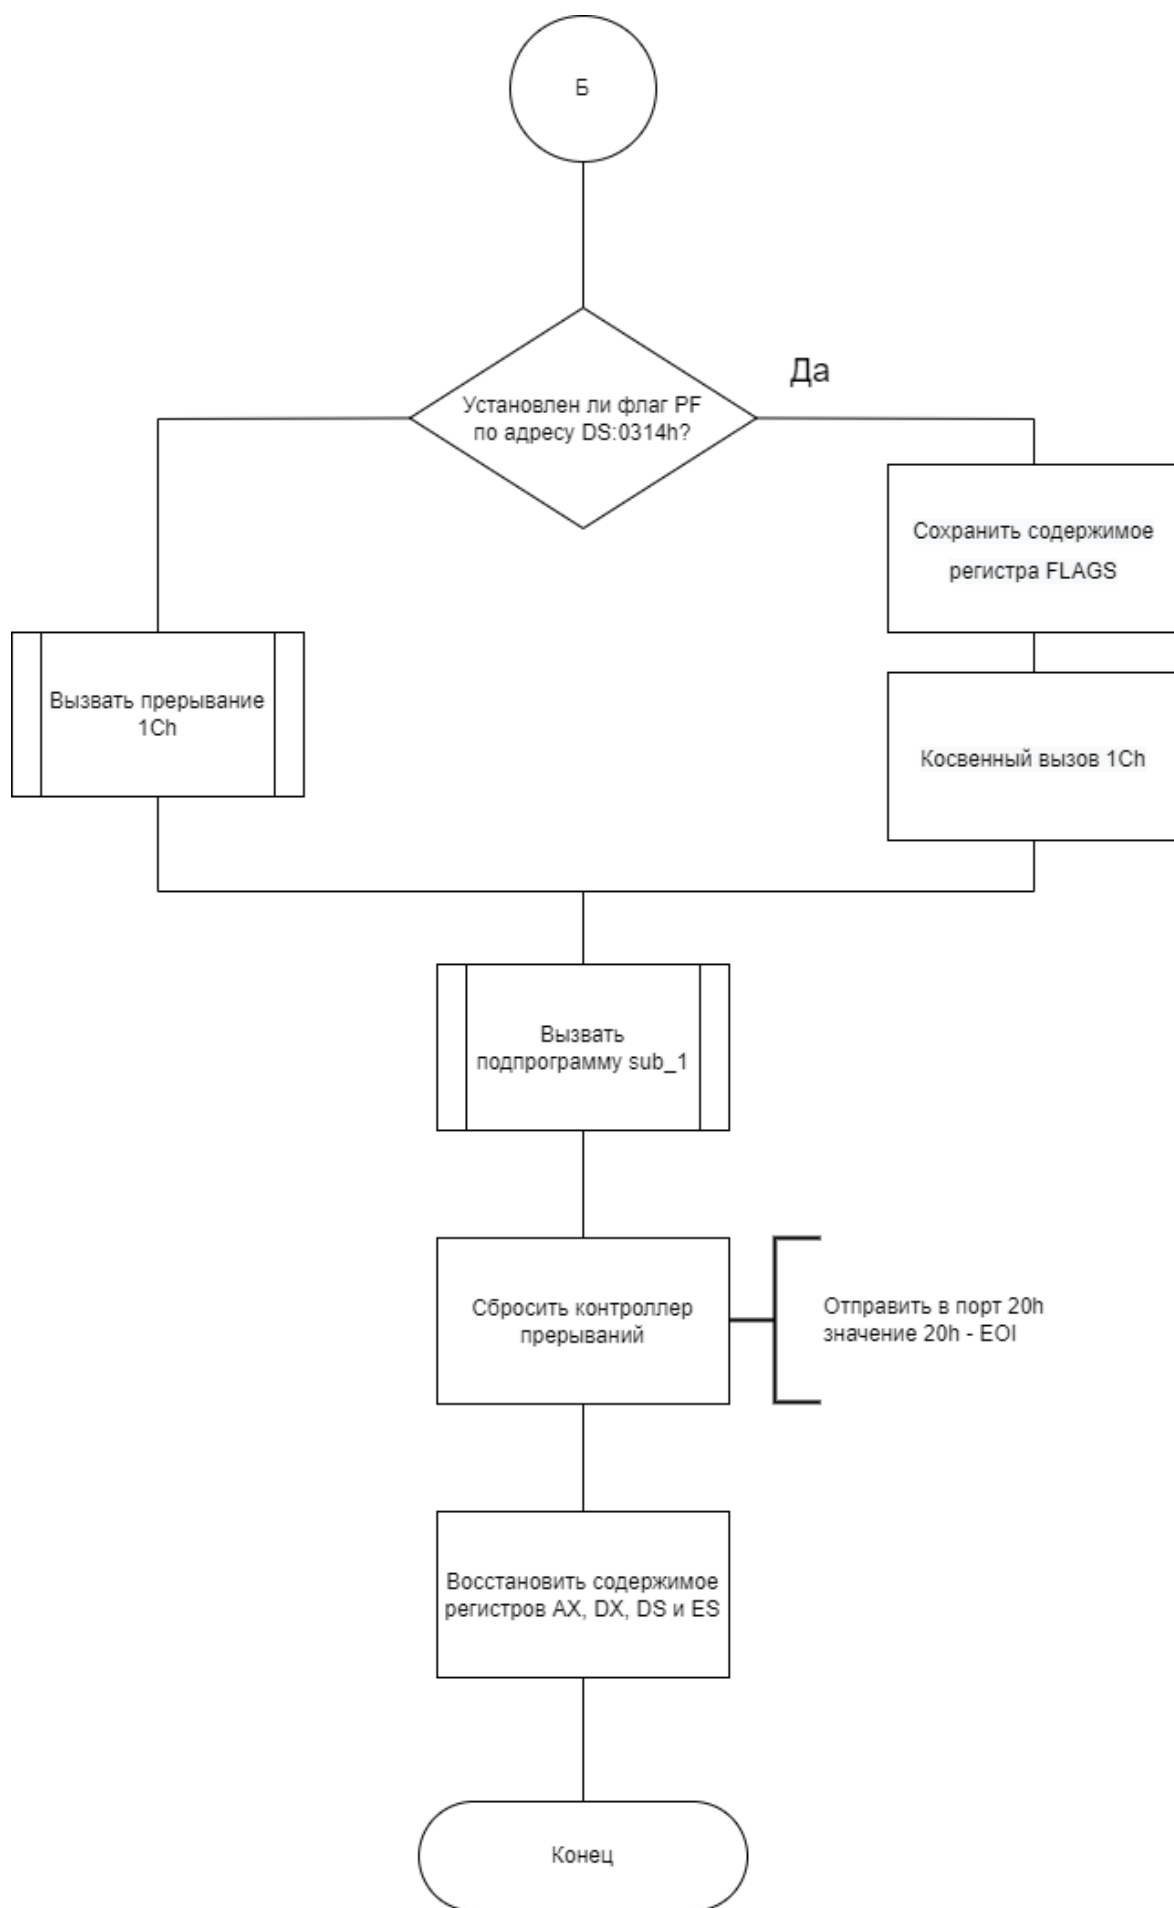 Б
Да
Установлен ли флаг PF
по адресу DS:0314h?
Сохранить содержимое
регистра FLAGS
Вызвать прерывание
1Ch
Косвенный вызов 1Ch
Вызвать
подпрограмму sub_1
Сбросить контроллер
прерываний
Отправить в порт 20h
значение 20h - EOI
Восстановить содержимое
регистров AX, DX, DS и ES
Конец